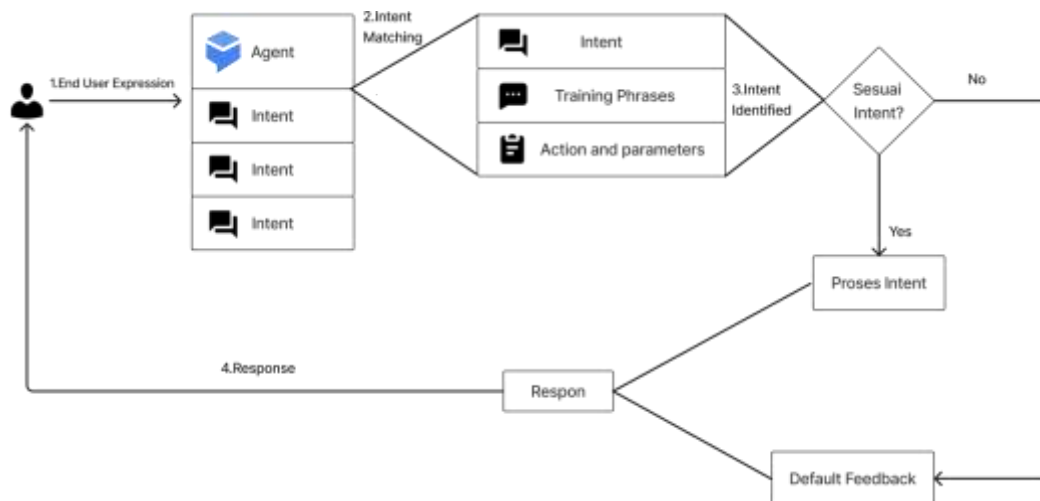 1.End User Expression
Agent
Intent
Intent
Intent
2.Intent
Matching
Intent
Training Phrases
Action and parameters
3.Intent
Identified
Sesuai
Intent?
No
Yes
Proses Intent
4.Response
Respon
Default Feedback